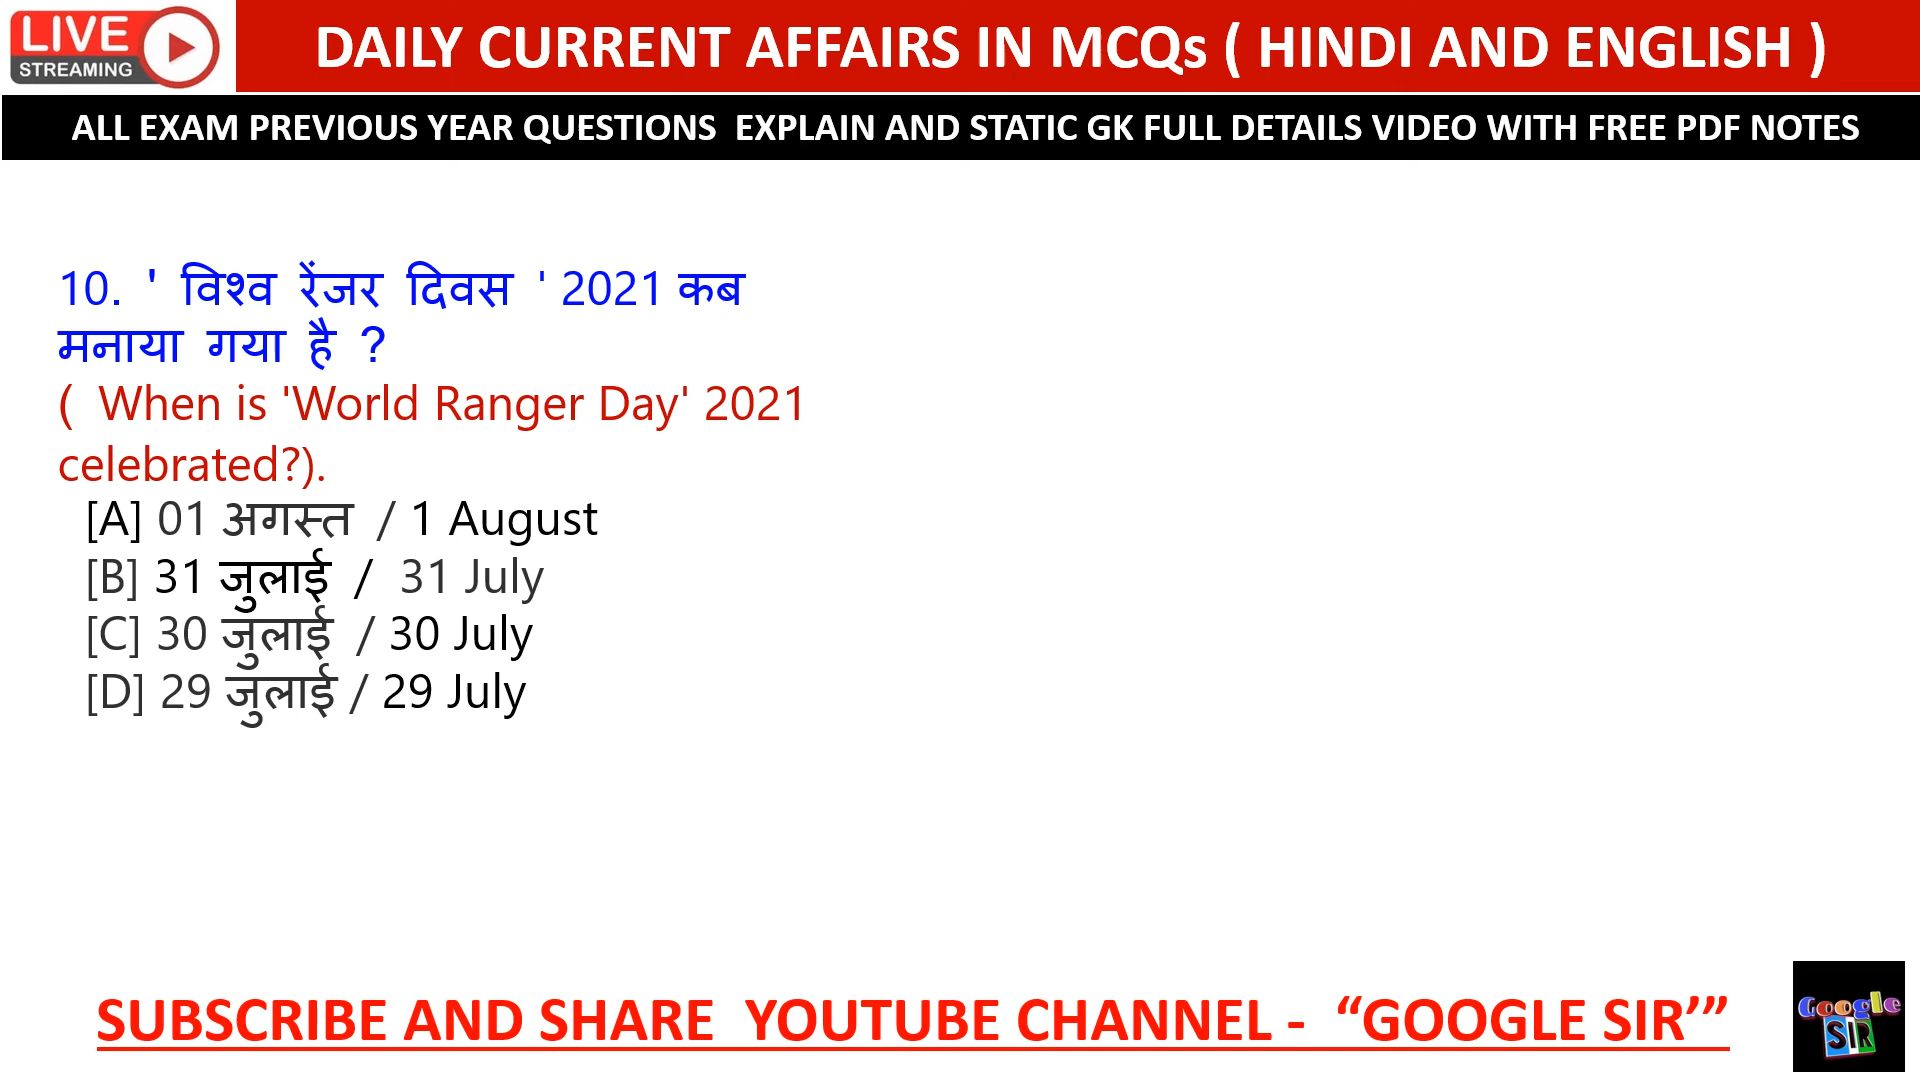 LIVE
STREAMING
DAILY CURRENT AFFAIRS IN MCQs ( HINDI AND ENGLISH )
ALL EXAM PREVIOUS YEAR QUESTIONS EXPLAIN AND STATIC GK FULL DETAILS VIDEO WITH FREE PDF NOTES
10. ' विश्व रेंजर दिवस ' 2021 कब
मनाया गया है ?
( When is 'World Ranger Day' 2021
celebrated?).
[A] 01 अगस्त / 1 August
[B] 31 जुलाई / 31 July
[C] 30 जुलाई / 30 July
[D] 29 जुलाई / 29 July
SUBSCRIBE AND SHARE YOUTUBE CHANNEL - “GOOGLE SIR’”
Google
SIR